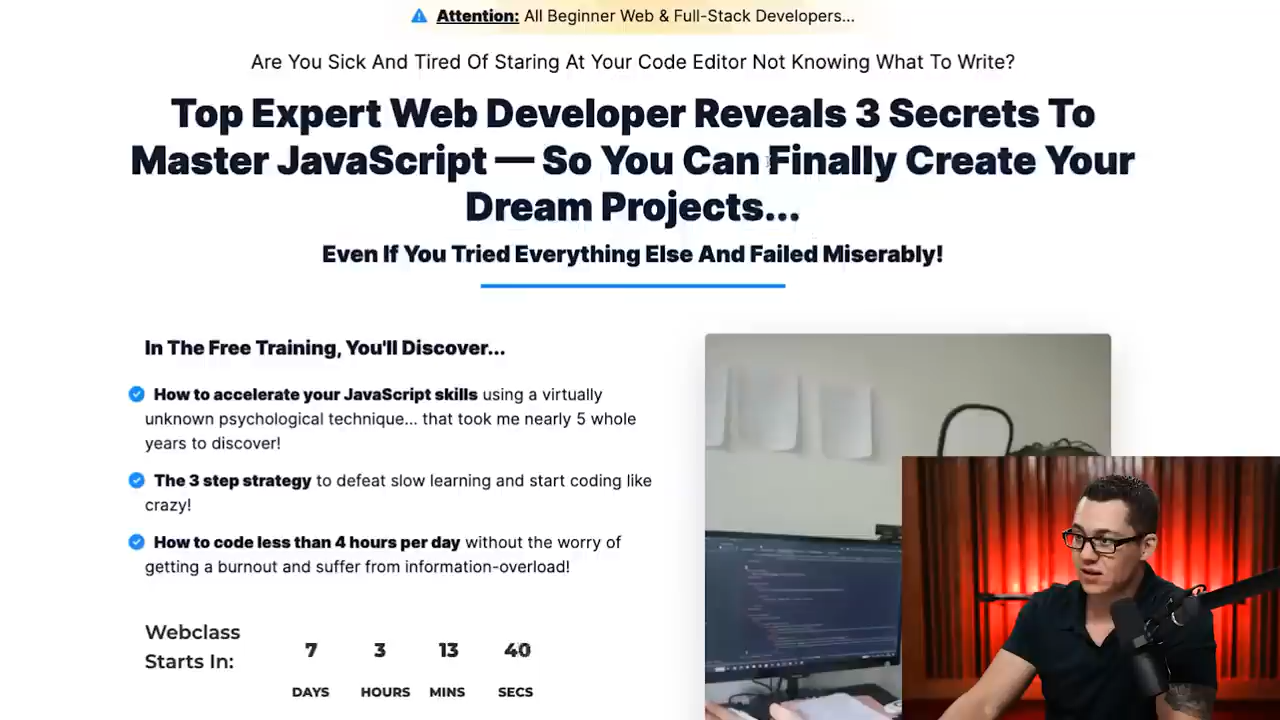 Attention: All Beginner Web & Full-Stack Developers...
Are You Sick And Tired Of Staring At Your Code Editor Not Knowing What To Write?
Top Expert Web Developer Reveals 3 Secrets To
Master JavaScript — So You Can Finally Create Your
Dream Projects...
Even If You Tried Everything Else And Failed Miserably!
In The Free Training, You'll Discover...
How to accelerate your JavaScript skills using a virtually
unknown psychological technique... that took me nearly 5 whole
years to discover!
The 3 step strategy to defeat slow learning and start coding like
crazy!
How to code less than 4 hours per day without the worry of
getting a burnout and suffer from information-overload!
Webclass
Starts In:
7 3 13 40
DAYS HOURS MINS SECS